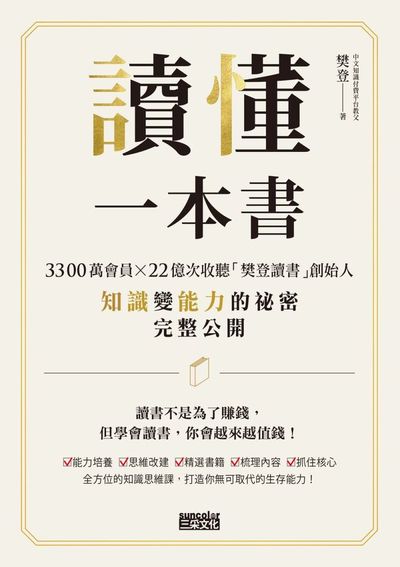 讀懂
一本書
中文知識付費平台教父
樊登——著
3300萬會員×22億次收聽「樊登讀書」創始人
知識變能力的祕密
完整公開
讀書不是為了賺錢，
但學會讀書，你會越來越值錢！
☑能力培養 ☑思維改建 ☑精選書籍 ☑梳理內容 ☑抓住核心
全方位的知識思維課，打造你無可取代的生存能力！
suncolor
三采文化